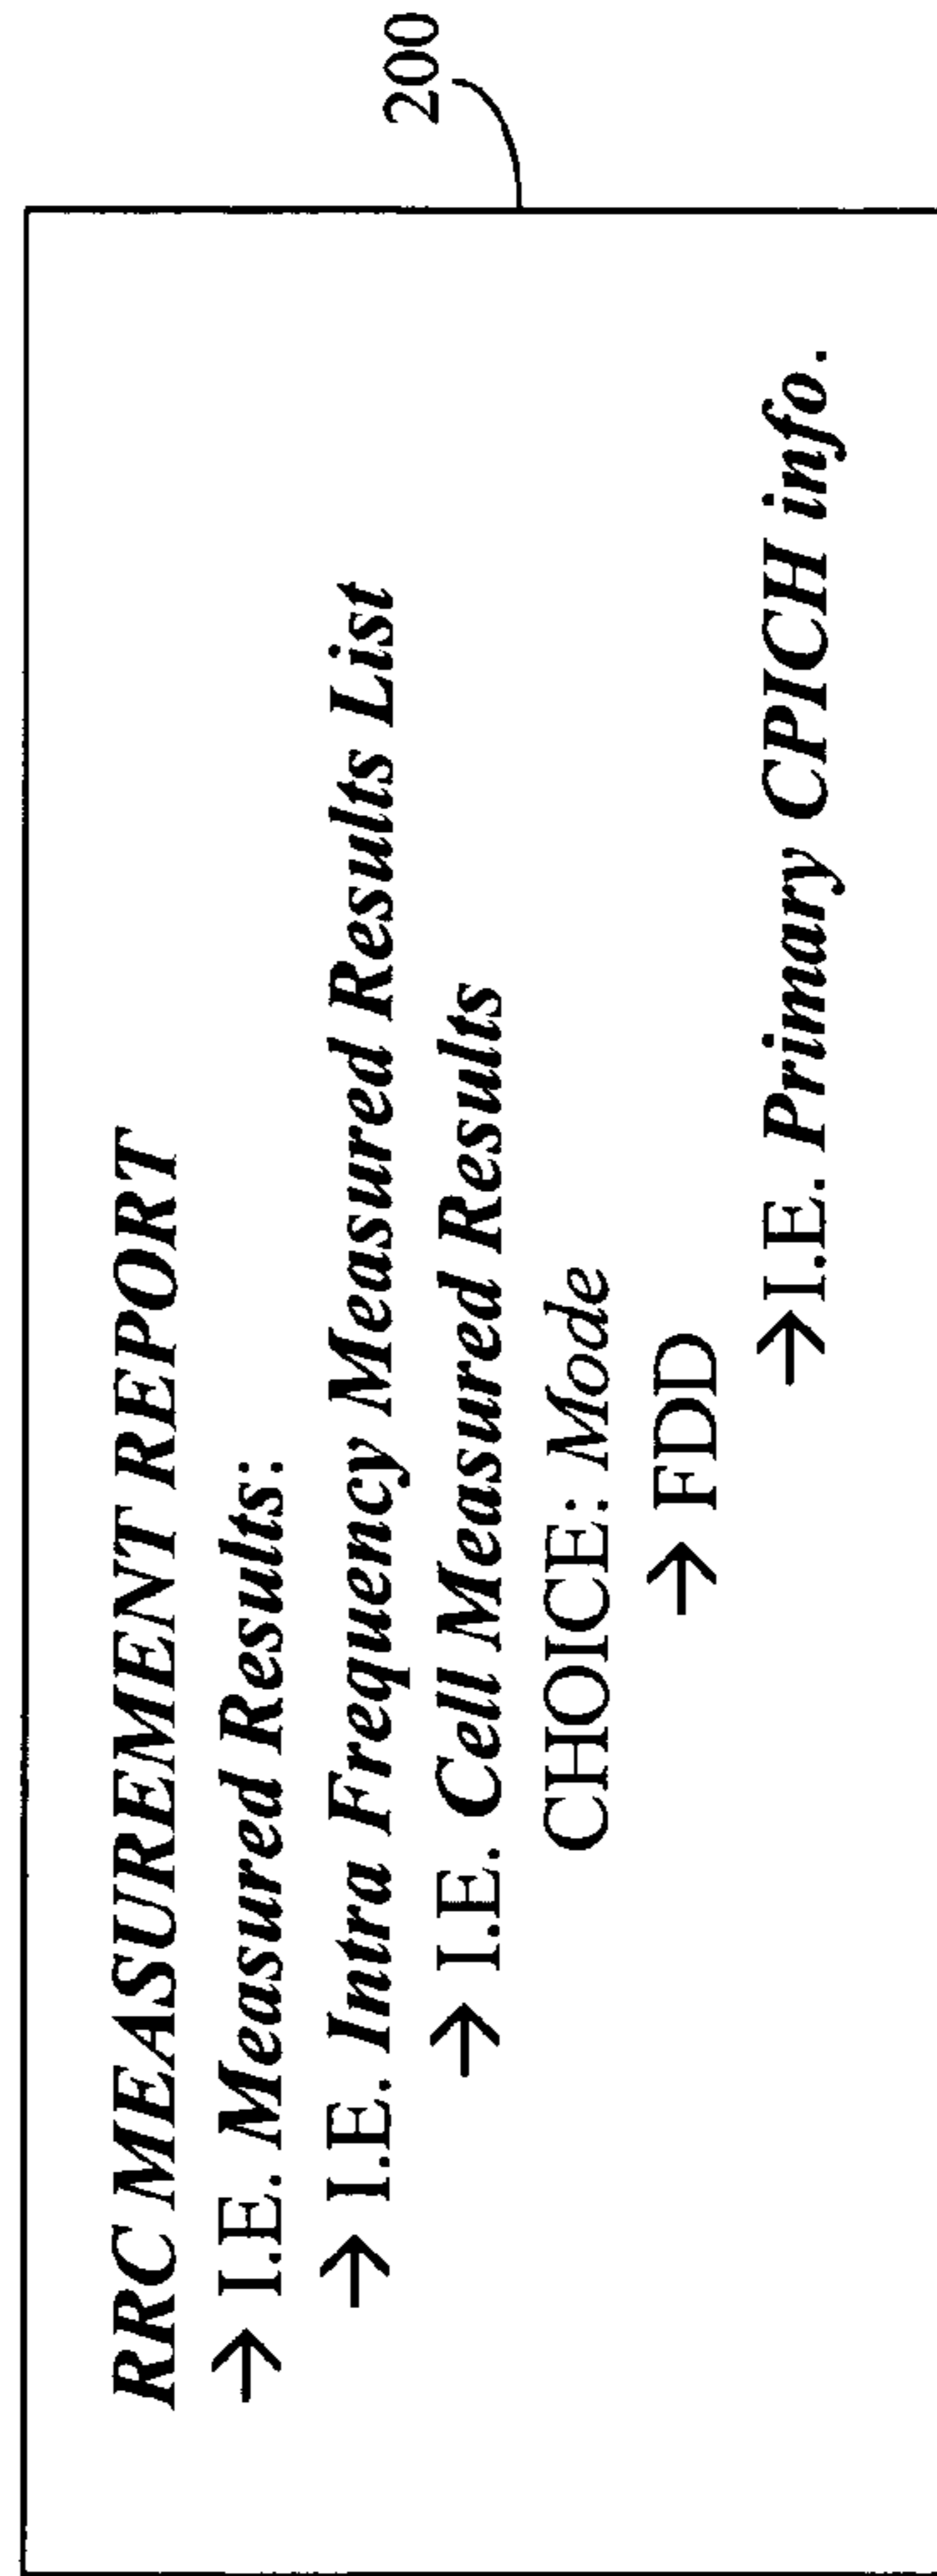 RRC MEASUREMENT REPORT
→ I.E. Measured Results:
→ I.E. Intra Frequency Measured Results List
→ I.E. Cell Measured Results
CHOICE: Mode
→ FDD
→I.E. Primary CPICH info.
200